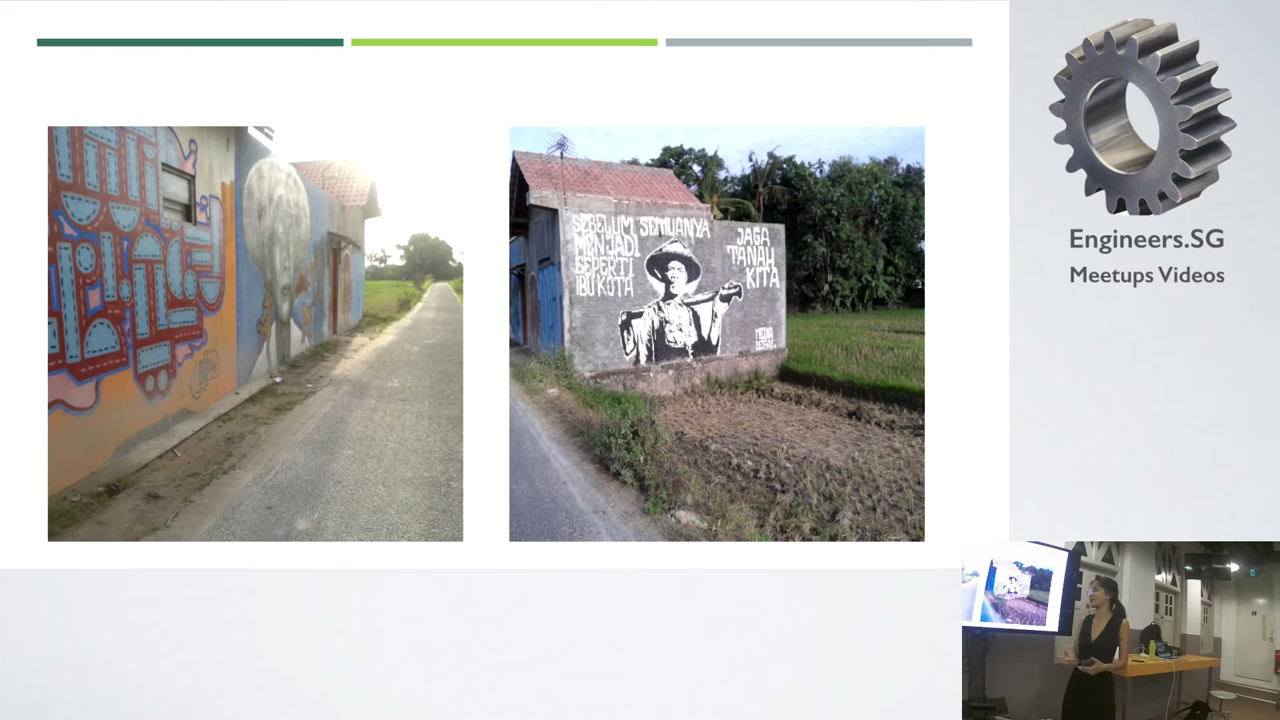 SEBELUM SEMUANYA
MENJADI
SEPERTI
IBU KOTA
JAGA
TANAH
KITA
Engineers.SG
Meetups Videos